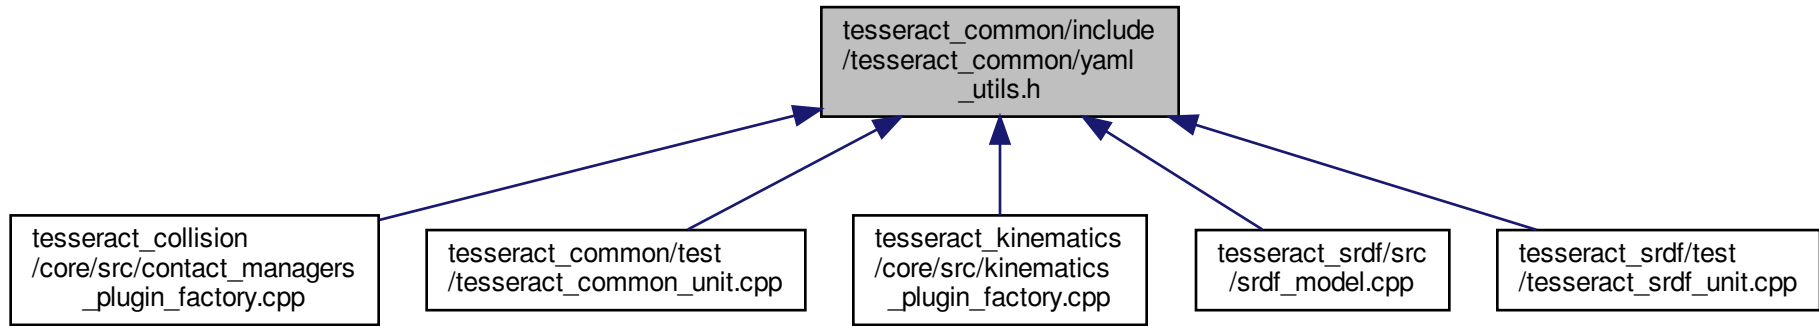 tesseract_common/include
/tesseract_common/yaml
_utils.h
tesseract_collision
/core/src/contact_managers
_plugin_factory.cpp
tesseract_common/test
/tesseract_common_unit.cpp
tesseract_kinematics
/core/src/kinematics
_plugin_factory.cpp
tesseract_srdf/src
/srdf_model.cpp
tesseract_srdf/test
/tesseract_srdf_unit.cpp